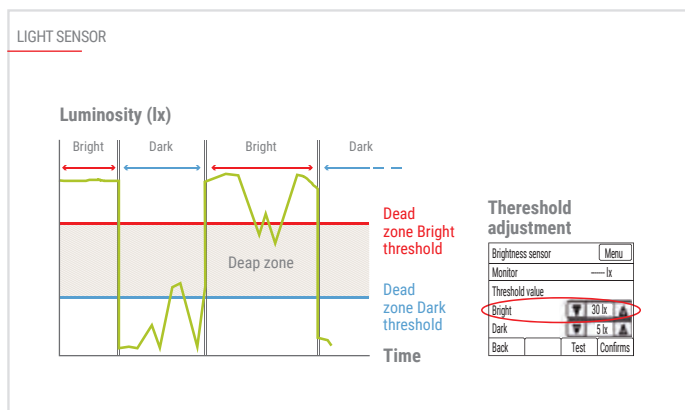 LIGHT SENSOR
Luminosity (lx)
Bright Dark Bright Dark
Dead
zone Bright
threshold
Deap zone
Dead
zone Dark
threshold
Time
Thereshold
adjustment
Brightness sensor Menu
Monitor ------ lx
Threshold value
Bright ▼ 30 lx ▲
Dark ▼ 5 lx ▲
Back Test Confirms